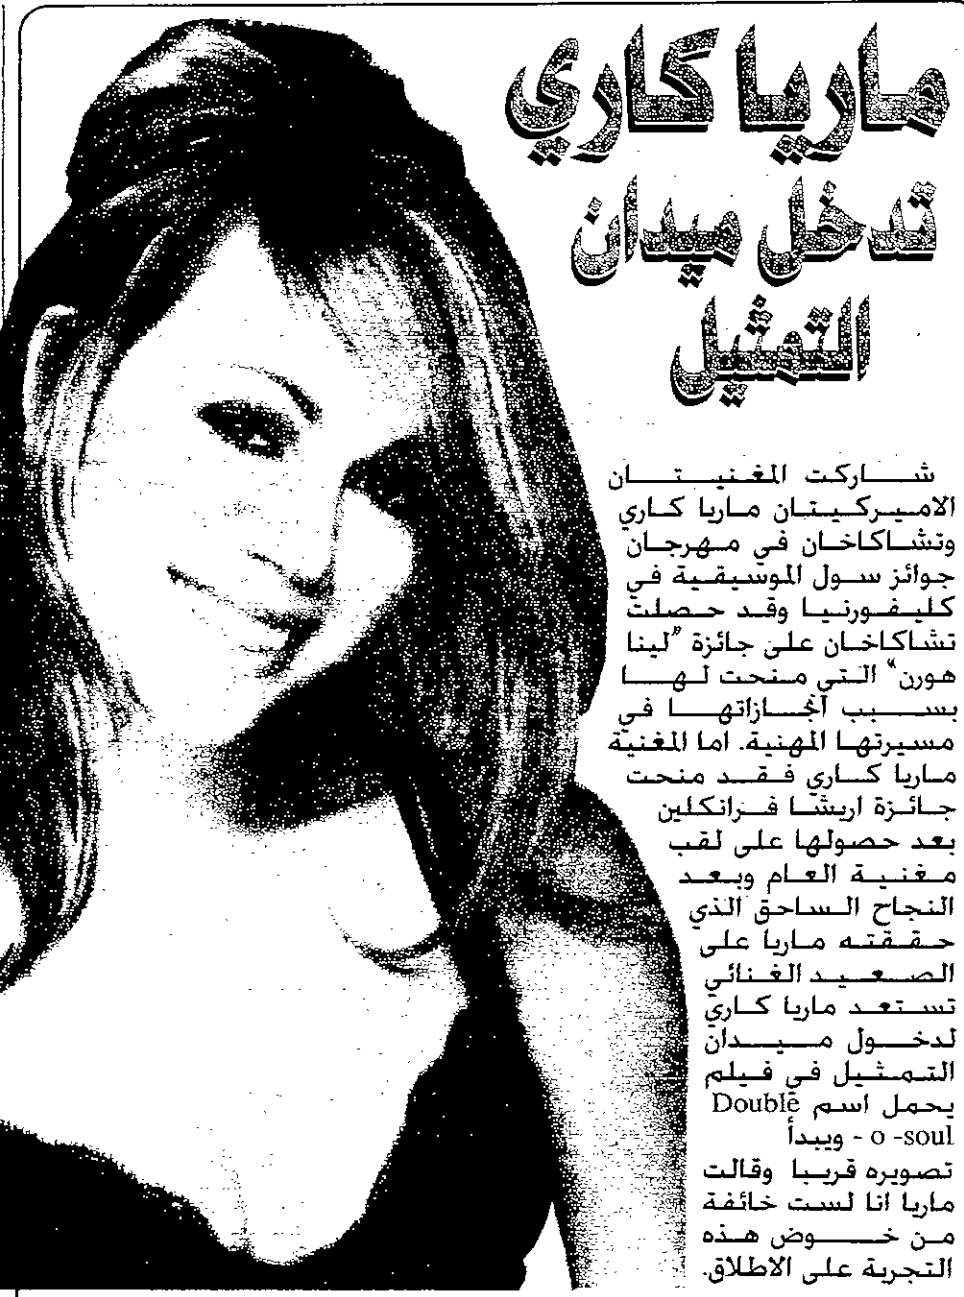 ماريا كاري
تدخل ميدان
التمثيل
شاركت المغنيتان
الاميركيتان ماريا كاري
وتشاكاخان في مهرجان
جوائز سول الموسيقية في
كليفورنيا وقد حصلت
تشاكاخان على جائزة "لينا
هورن" التي منحت لها
بسبب انجازاتها في
مسيرتها المهنية. اما المغنية
ماريا كاري فقد منحت
جائزة اريشا فرانكلين
بعد حصولها على لقب
مغنية العام وبعد
النجاح الساحق الذي
حققته ماريا على
الصعيد الغنائي
تستعد ماريا كاري
لدخول ميدان
التمثيل في فيلم
يحمل اسم Double
o -soul - ويبدأ
تصويره قريبا وقالت
ماريا انا لست خائفة
من خوض هذه
التجربة على الاطلاق.